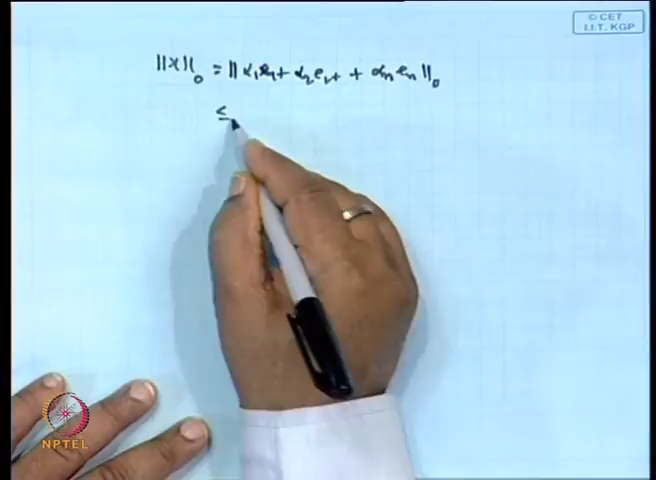 © CET
I.I.T. KGP
||x||₀ = ||α₁e₁ + α₂e₂ + + αₙeₙ||₀
≤
NPTEL